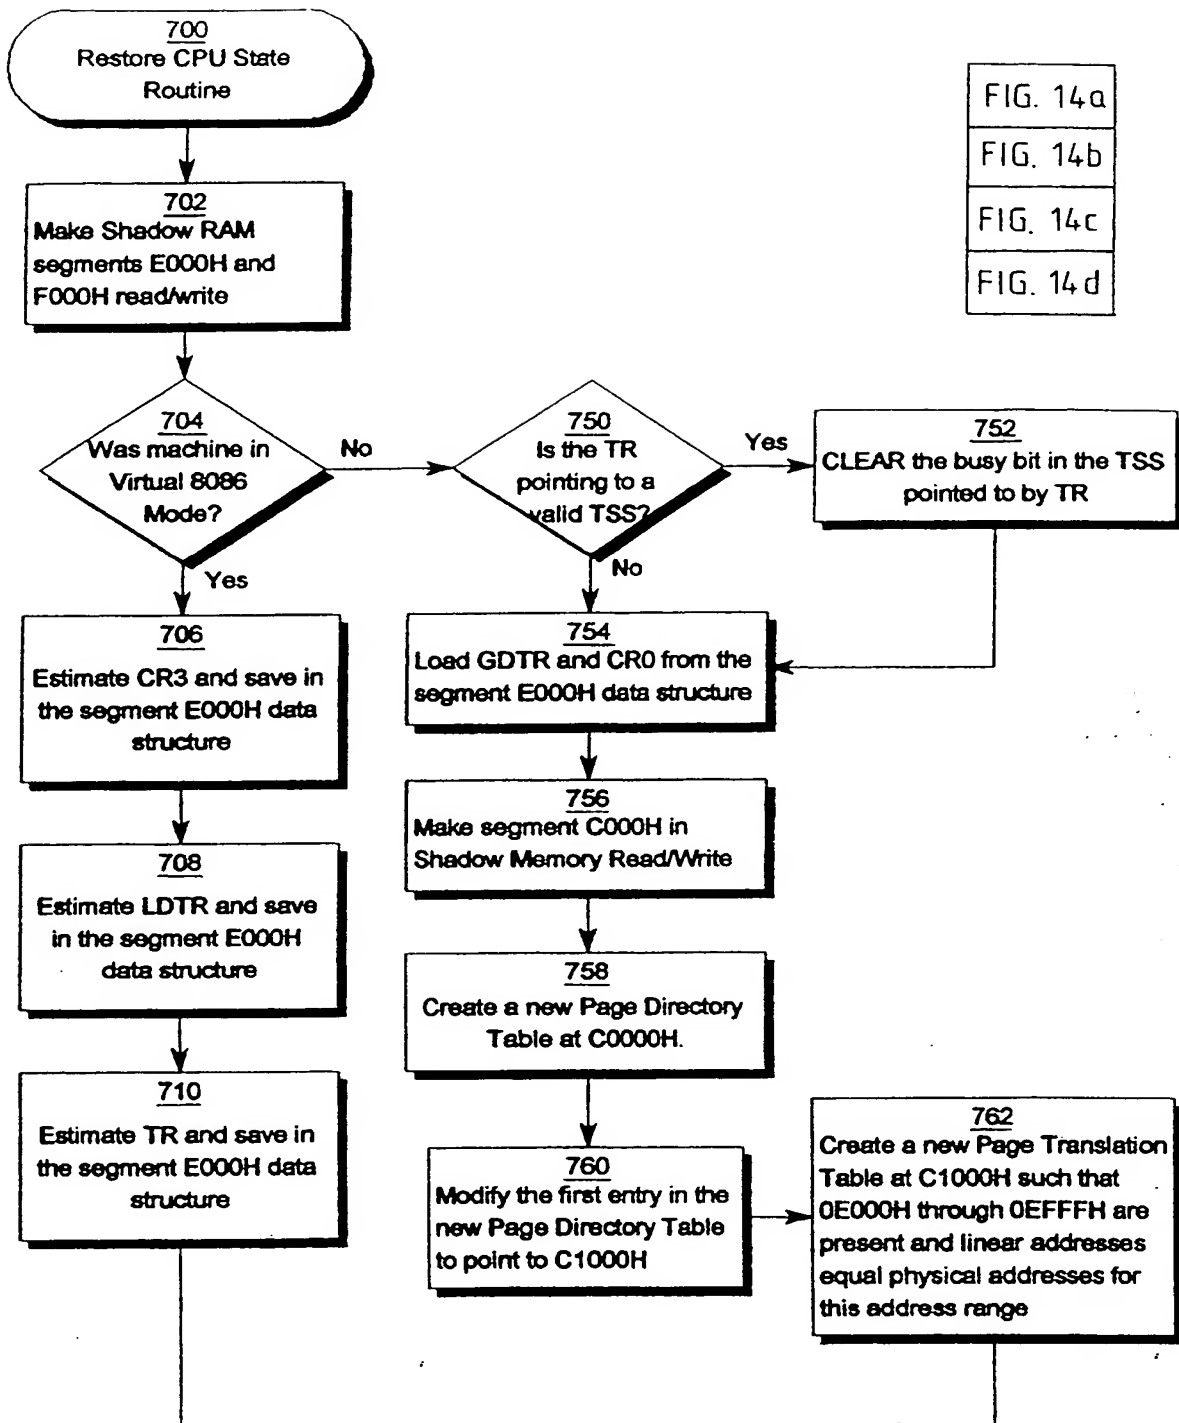 700
Restore CPU State
Routine
FIG. 14a
FIG. 14b
FIG. 14c
FIG. 14d
702
Make Shadow RAM
segments E000H and
F000H read/write
704
Was machine in
Virtual 8086
Mode?
No
Yes
750
Is the TR
pointing to a
valid TSS?
Yes
No
752
CLEAR the busy bit in the TSS
pointed to by TR
706
Estimate CR3 and save in
the segment E000H data
structure
754
Load GDTR and CR0 from the
segment E000H data structure
756
Make segment C000H in
Shadow Memory Read/Write
708
Estimate LDTR and save
in the segment E000H
data structure
758
Create a new Page Directory
Table at C0000H.
710
Estimate TR and save in
the segment E000H data
structure
760
Modify the first entry in the
new Page Directory Table
to point to C1000H
762
Create a new Page Translation
Table at C1000H such that
0E000H through 0EFFFH are
present and linear addresses
equal physical addresses for
this address range